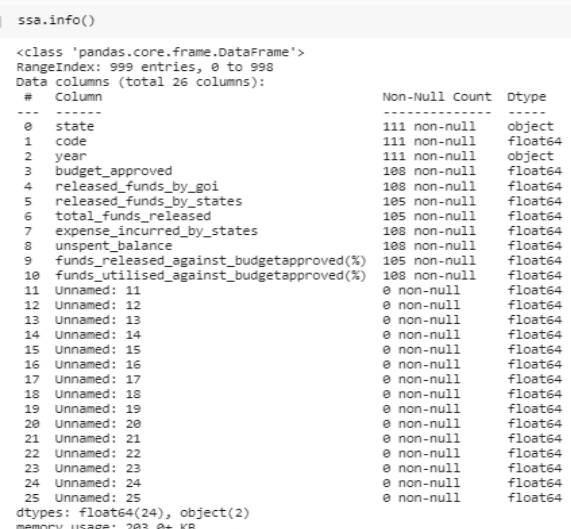 ssa.info()
<class 'pandas.core.frame.DataFrame'>
RangeIndex: 999 entries, 0 to 998
Data columns (total 26 columns):
# Column Non-Null Count Dtype
--- ------ -------------- -----
0 state 111 non-null object
1 code 111 non-null float64
2 year 111 non-null object
3 budget_approved 108 non-null float64
4 released_funds_by_goi 108 non-null float64
5 released_funds_by_states 105 non-null float64
6 total_funds_released 105 non-null float64
7 expense_incurred_by_states 108 non-null float64
8 unspent_balance 108 non-null float64
9 funds_released_against_budgetapproved(%) 105 non-null float64
10 funds_utilised_against_budgetapproved(%) 108 non-null float64
11 Unnamed: 11 0 non-null float64
12 Unnamed: 12 0 non-null float64
13 Unnamed: 13 0 non-null float64
14 Unnamed: 14 0 non-null float64
15 Unnamed: 15 0 non-null float64
16 Unnamed: 16 0 non-null float64
17 Unnamed: 17 0 non-null float64
18 Unnamed: 18 0 non-null float64
19 Unnamed: 19 0 non-null float64
20 Unnamed: 20 0 non-null float64
21 Unnamed: 21 0 non-null float64
22 Unnamed: 22 0 non-null float64
23 Unnamed: 23 0 non-null float64
24 Unnamed: 24 0 non-null float64
25 Unnamed: 25 0 non-null float64
dtypes: float64(24), object(2)
memory usage: 203.0+ KB